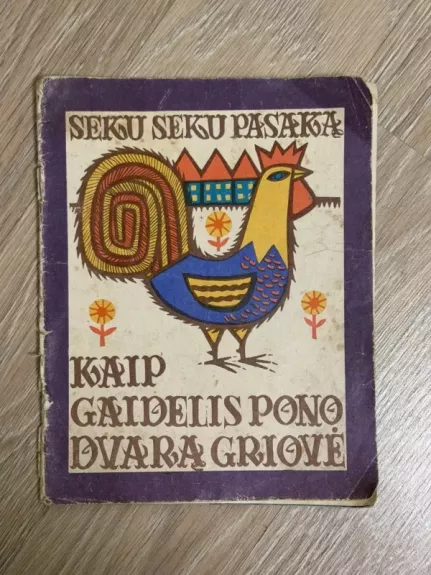 SEKU SEKU PASAKĄ
KAIP
GAIDELIS PONO
DVARĄ GRIOVĖ